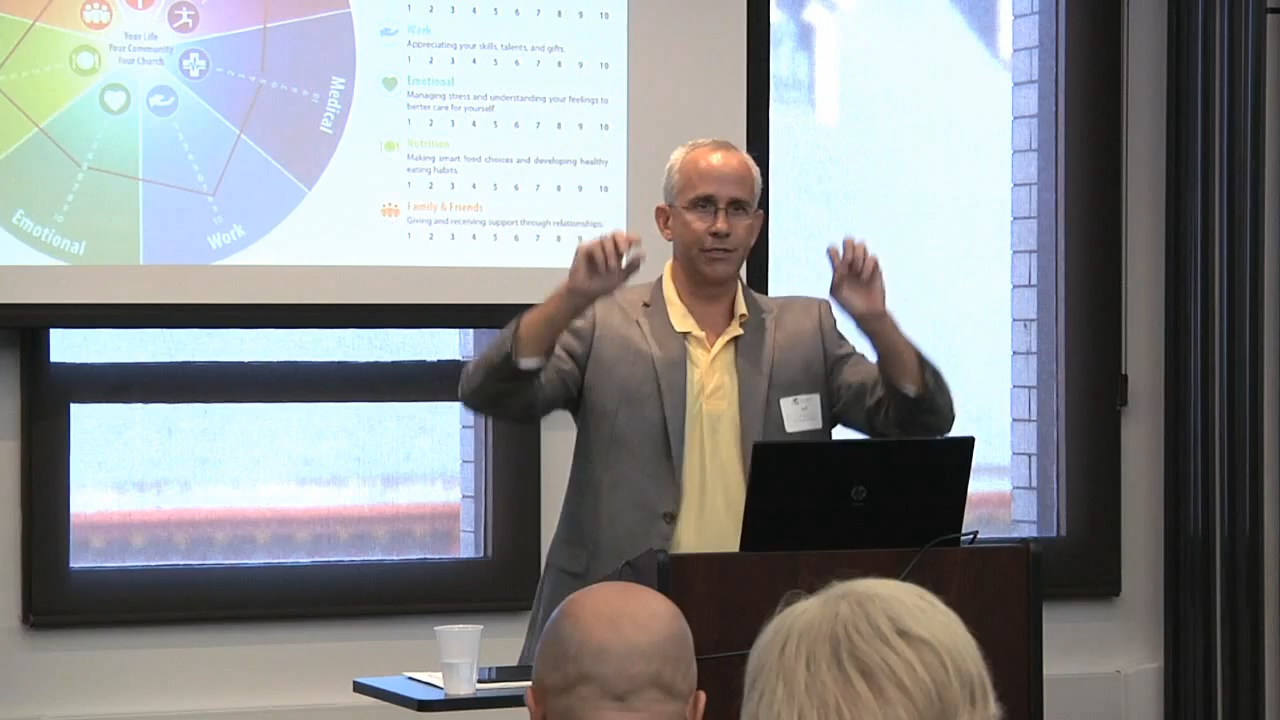 Your Life
Your Community
Your Church
Medical
Work
Emotional
1 2 3 4 5 6 7 8 9 10
Work
Appreciating your skills, talents, and gifts.
1 2 3 4 5 6 7 8 9 10
Emotional
Managing stress and understanding your feelings to
better care for yourself
1 2 3 4 5 6 7 8 9 10
Nutrition
Making smart food choices and developing healthy
eating habits.
1 2 3 4 5 6 7 8 9 10
Family & Friends
Giving and receiving support through relationships.
1 2 3 4 5 6 7 8 9 10
hp